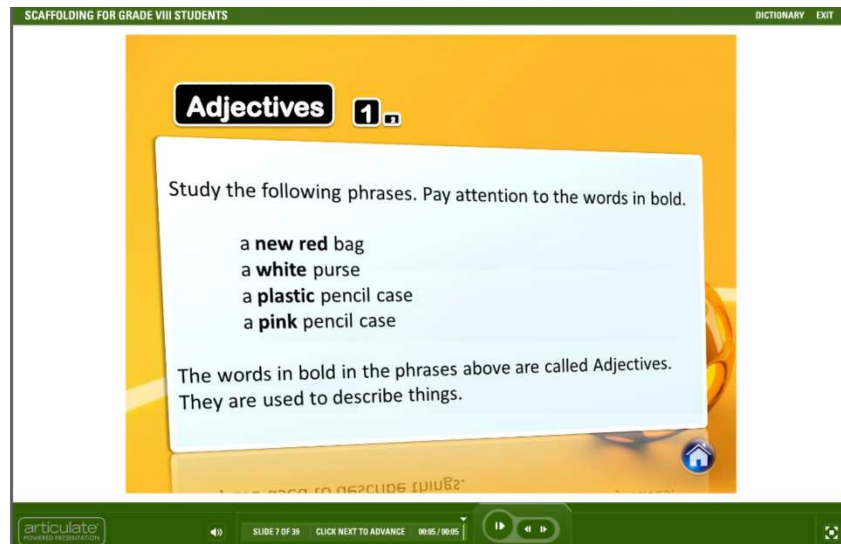 SCAFFOLDING FOR GRADE VIII STUDENTS
DICTIONARY EXIT
Adjectives 1 2
Study the following phrases. Pay attention to the words in bold.
a new red bag
a white purse
a plastic pencil case
a pink pencil case
The words in bold in the phrases above are called Adjectives.
They are used to describe things.
articulate
POWERED PRESENTATION
SLIDE 7 OF 39 CLICK NEXT TO ADVANCE 00:05 / 00:05